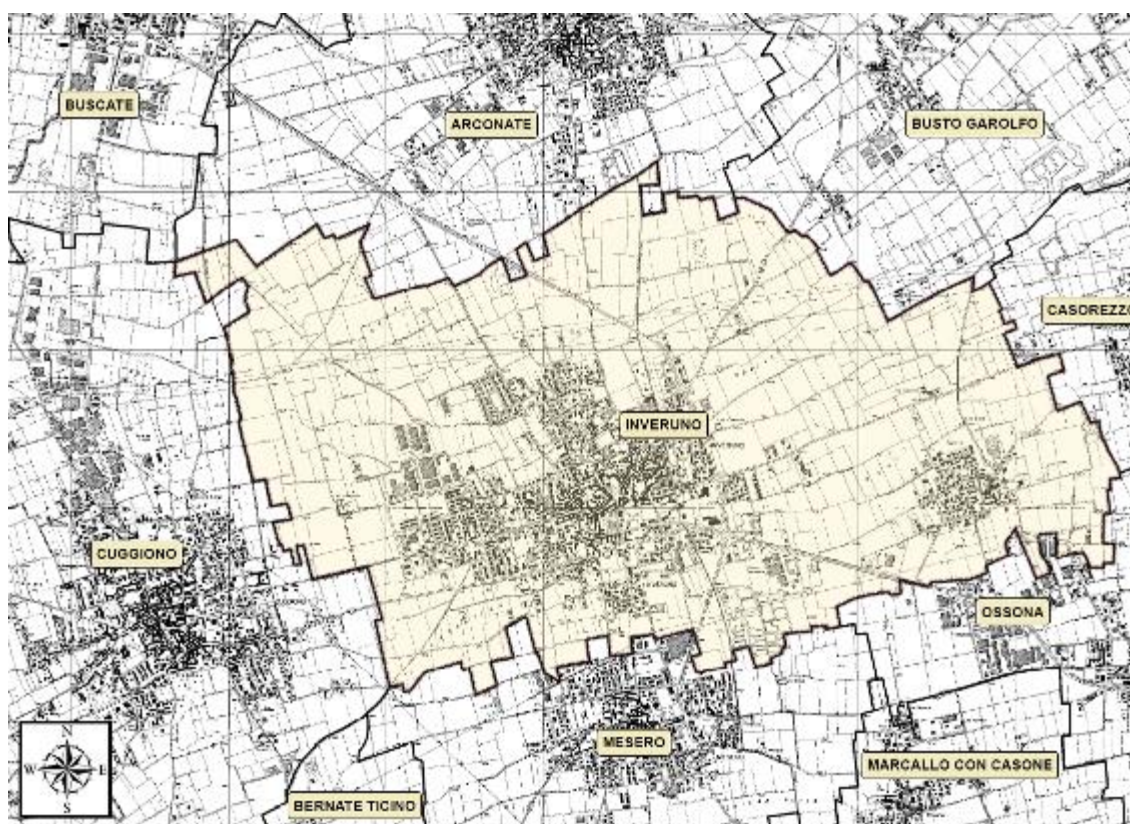 BUSCATE
ARCONATE
BUSTO GAROLFO
CASOREZZO
INVERUNO
CUGGIONO
OSSONA
MESERO
MARCALLO CON CASONE
BERNATE TICINO
N
W E
S